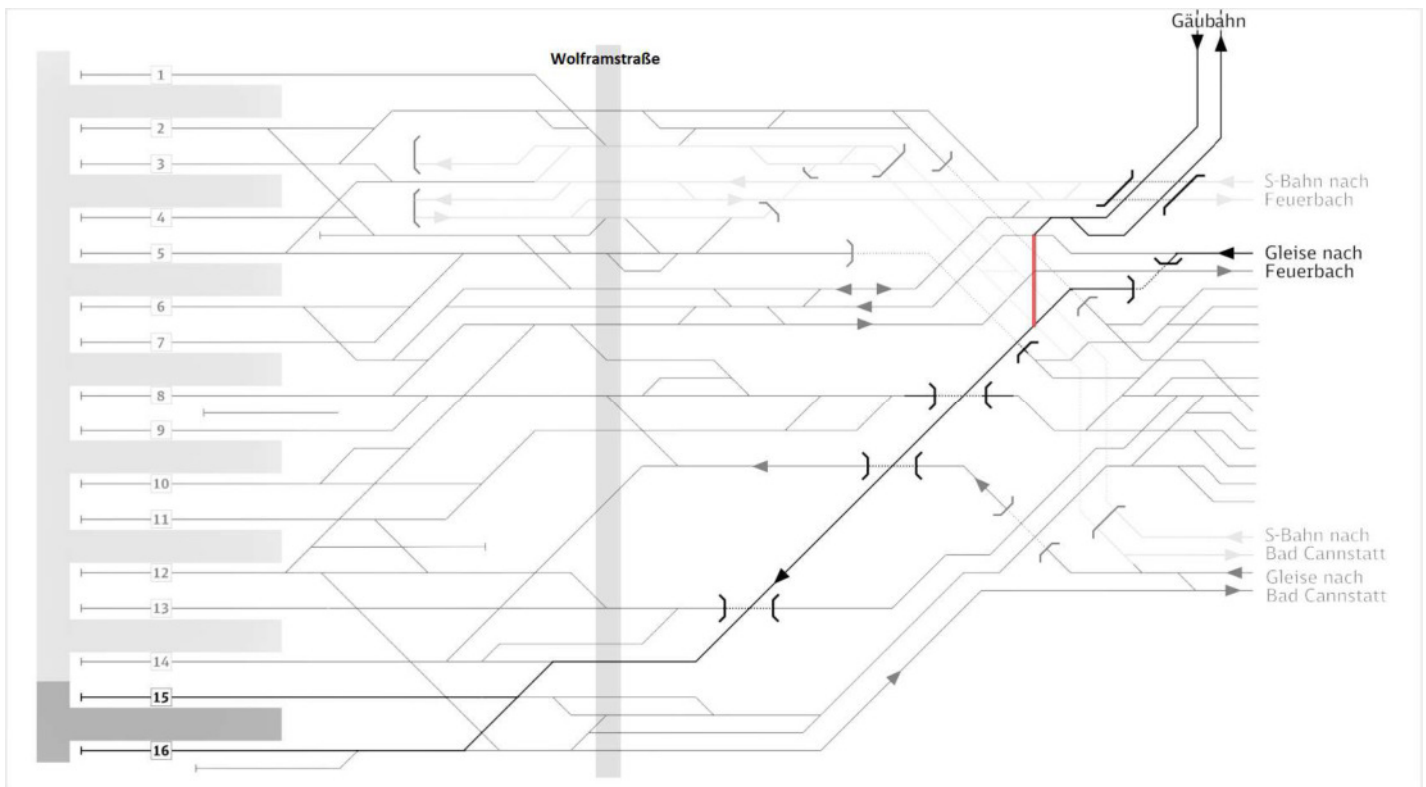 Gäubahn
Wolframstraße
1
2
3
S-Bahn nach
Feuerbach
4
5
Gleise nach
Feuerbach
6
7
8
9
10
11
S-Bahn nach
Bad Cannstatt
12
Gleise nach
Bad Cannstatt
13
14
15
16